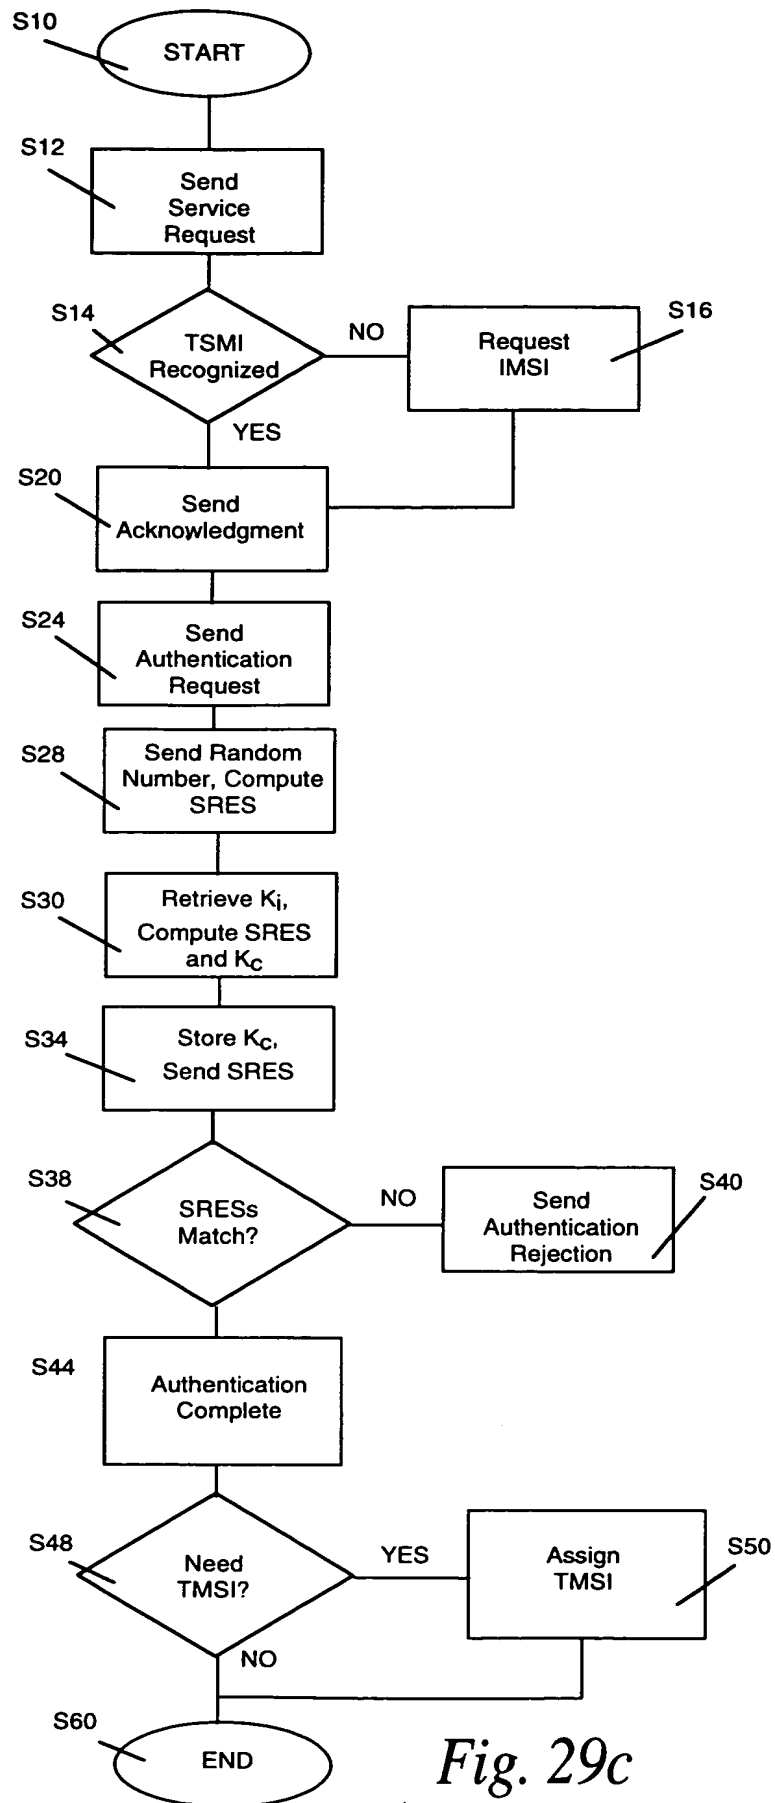 S10
START
S12
Send
Service
Request
S14
TSMI
Recognized
NO
Request
IMSI
S16
YES
S20
Send
Acknowledgment
S24
Send
Authentication
Request
S28
Send Random
Number, Compute
SRES
S30
Retrieve Ki,
Compute SRES
and KC
S34
Store KC,
Send SRES
S38
SRESs
Match?
NO
Send
Authentication
Rejection
S40
S44
Authentication
Complete
S48
Need
TMSI?
YES
Assign
TMSI
S50
NO
S60
END
Fig. 29c